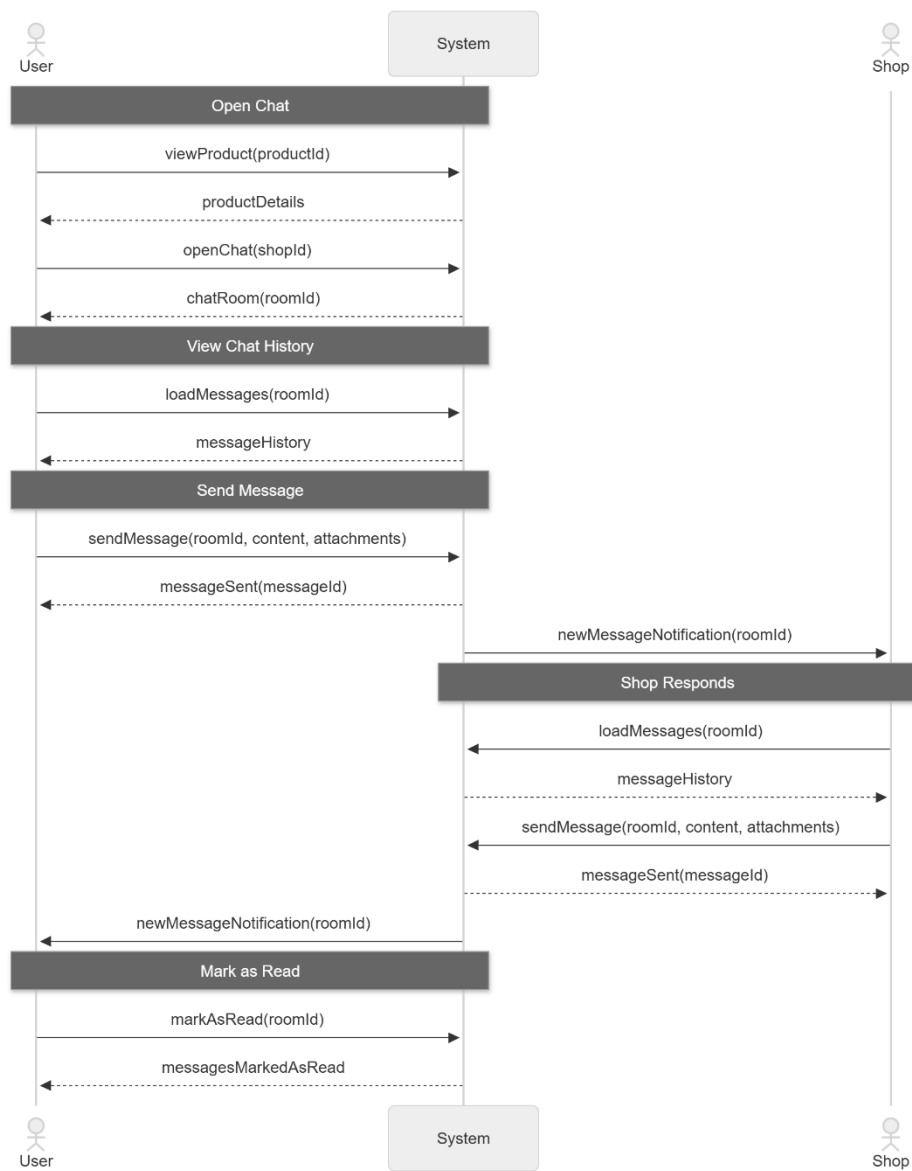 User
System
Shop
Open Chat
viewProduct(productId)
productDetails
openChat(shopId)
chatRoom(roomId)
View Chat History
loadMessages(roomId)
messageHistory
Send Message
sendMessage(roomId, content, attachments)
messageSent(messageId)
newMessageNotification(roomId)
Shop Responds
loadMessages(roomId)
messageHistory
sendMessage(roomId, content, attachments)
messageSent(messageId)
newMessageNotification(roomId)
Mark as Read
markAsRead(roomId)
messagesMarkedAsRead
User
System
Shop